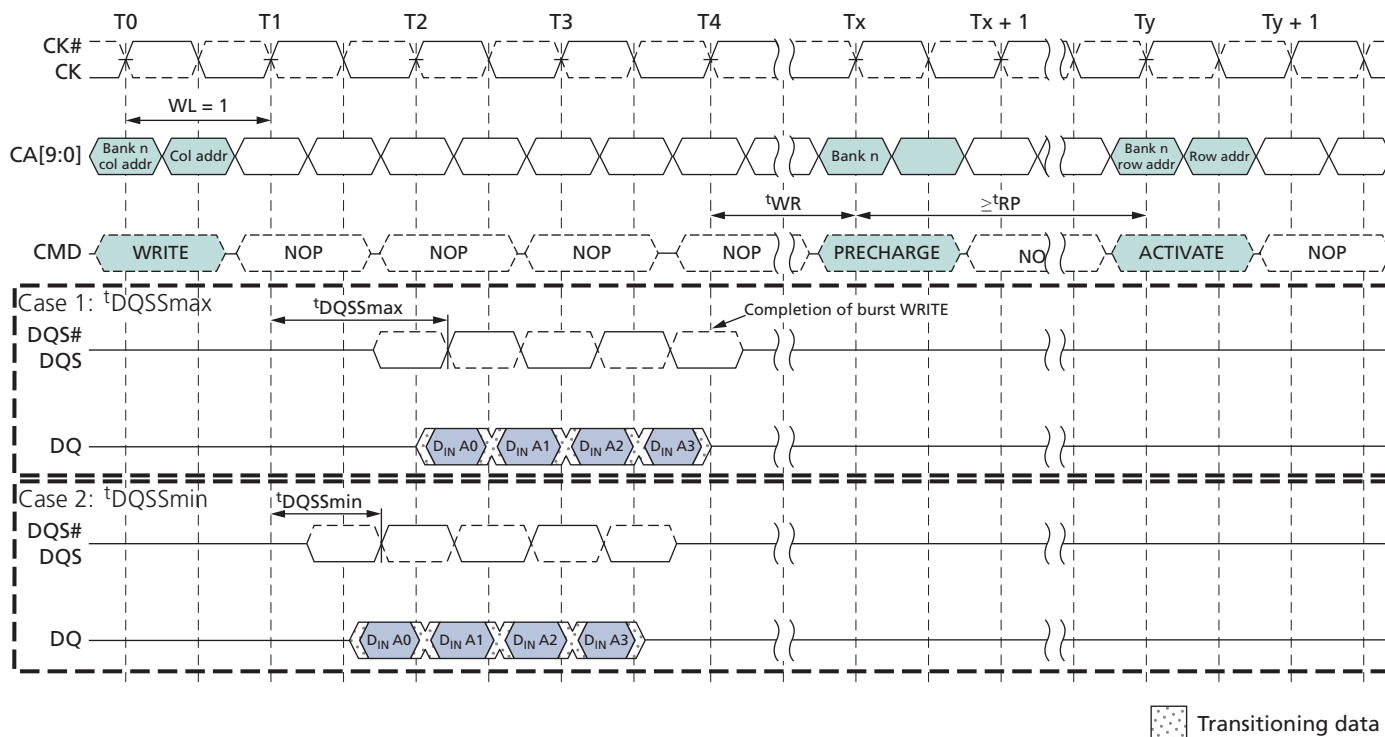 T0 T1 T2 T3 T4 Tx Tx + 1 Ty Ty + 1
CK#
CK
WL = 1
CA[9:0]
Bank n
col addr
Col addr
Bank n
Bank n
row addr
Row addr
tWR
≥tRP
CMD
WRITE NOP NOP NOP NOP PRECHARGE NO ACTIVATE NOP
Case 1: tDQSSmax
tDQSSmax
Completion of burst WRITE
DQS#
DQS
DQ
DIN A0 DIN A1 DIN A2 DIN A3
Case 2: tDQSSmin
tDQSSmin
DQS#
DQS
DQ
DIN A0 DIN A1 DIN A2 DIN A3
Transitioning data